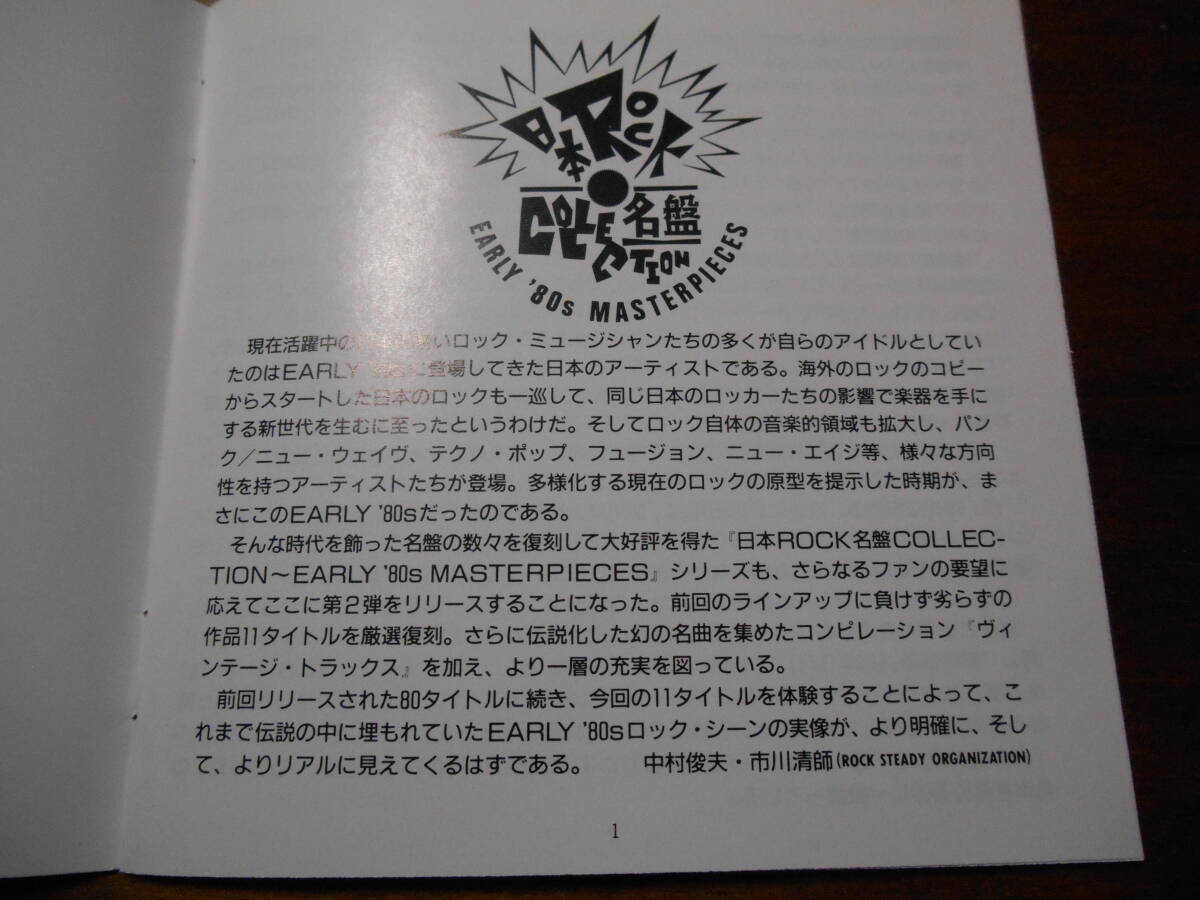 日本ROCK
COLLECTION 名盤
EARLY '80s MASTERPIECES
現在活躍中の いロック・ミュージシャンたちの多くが自らのアイドルとしてい
たのはEARLY に登場してきた日本のアーティストである。海外のロックのコピー
からスタートした日本のロックも一巡して、同じ日本のロッカーたちの影響で楽器を手に
する新世代を生むに至ったというわけだ。そしてロック自体の音楽的領域も拡大し、パン
ク/ニュー・ウェイヴ、テクノ・ポップ、フュージョン、ニュー・エイジ等、様々な方向
性を持つアーティストたちが登場。多様化する現在のロックの原型を提示した時期が、ま
さにこのEARLY '80sだったのである。
そんな時代を飾った名盤の数々を復刻して大好評を得た『日本ROCK名盤COLLEC-
TION〜EARLY '80s MASTERPIECES』シリーズも、さらなるファンの要望に
応えてここに第2弾をリリースすることになった。前回のラインアップに負けず劣らずの
作品11タイトルを厳選復刻。さらに伝説化した幻の名曲を集めたコンピレーション『ヴィ
ンテージ・トラックス』を加え、より一層の充実を図っている。
前回リリースされた80タイトルに続き、今回の11タイトルを体験することによって、こ
れまで伝説の中に埋もれていたEARLY '80sロック・シーンの実像が、より明確に、そし
て、よりリアルに見えてくるはずである。 中村俊夫・市川清師(ROCK STEADY ORGANIZATION)
1